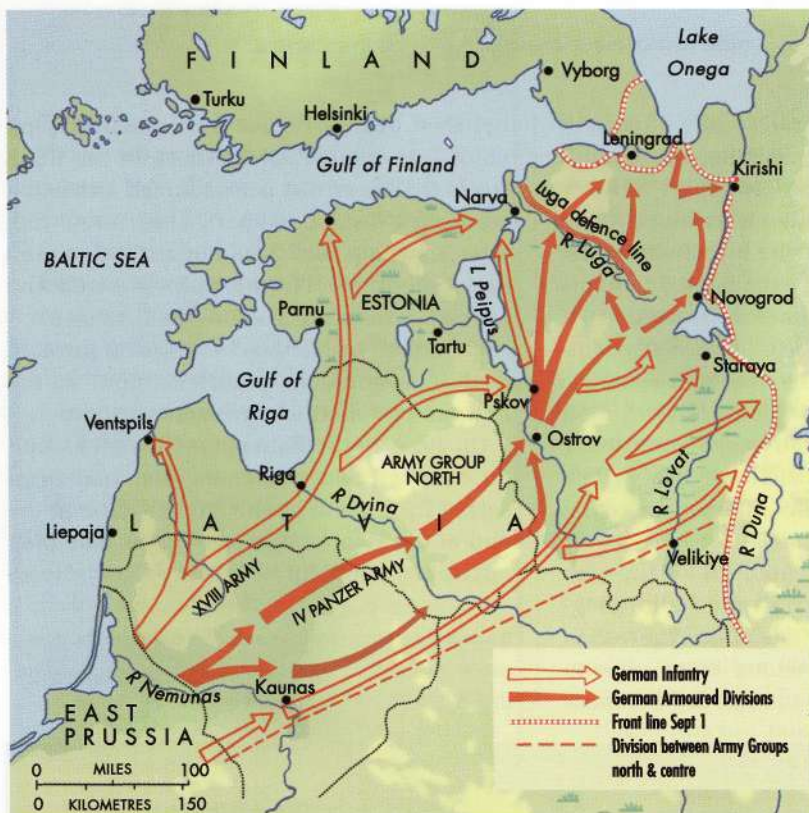 Lake
Onega
FINLAND
Vyborg
Turku
Helsinki
Leningrad
Gulf of Finland
Kirishi
Narva
Luga defence line
R Luga
BALTIC SEA
ESTONIA
L Peipus
Novogrod
Parnu
Tartu
Staraya
Gulf of
Riga
Pskov
Ventspils
Ostrov
ARMY GROUP
NORTH
Riga
R Dvina
R Lovat
R Duna
Liepaja
LATVIA
Velikiye
XVIII ARMY
IV PANZER ARMY
R Nemunas
Kaunas
EAST
PRUSSIA
German Infantry
German Armoured Divisions
Front line Sept 1
Division between Army Groups
north & centre
0 MILES 100
0 KILOMETRES 150